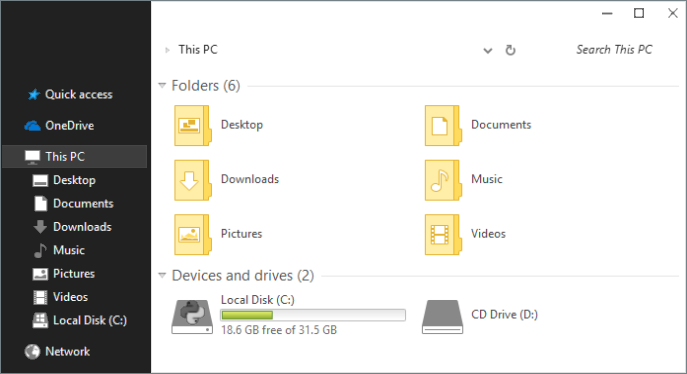 This PC
Search This PC
Quick access
OneDrive
This PC
Desktop
Documents
Downloads
Music
Pictures
Videos
Local Disk (C:)
Network
Folders (6)
Desktop
Documents
Downloads
Music
Pictures
Videos
Devices and drives (2)
Local Disk (C:)
18.6 GB free of 31.5 GB
CD Drive (D:)